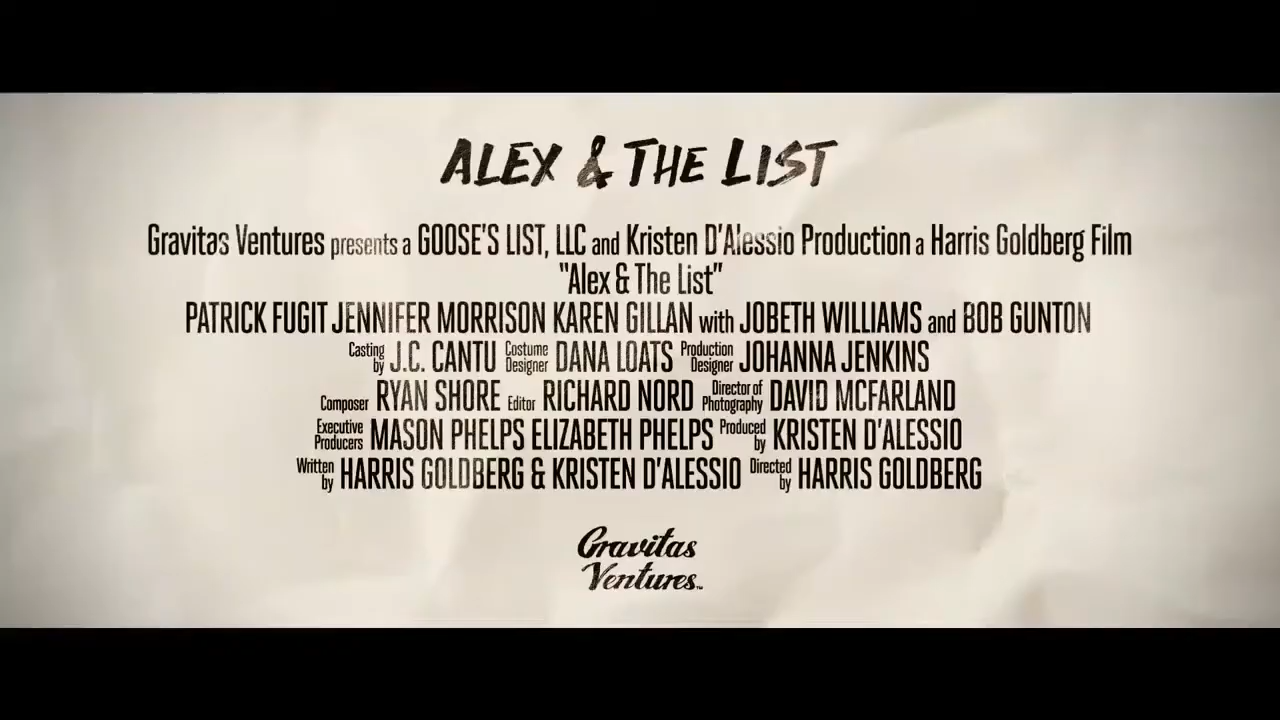 ALEX & THE LIST
Gravitas Ventures presents a GOOSE'S LIST, LLC and Kristen D'Alessio Production a Harris Goldberg Film
"Alex & The List"
PATRICK FUGIT JENNIFER MORRISON KAREN GILLAN with JOBETH WILLIAMS and BOB GUNTON
Casting by J.C. CANTU Costume Designer DANA LOATS Production Designer JOHANNA JENKINS
Composer RYAN SHORE Editor RICHARD NORD Director of Photography DAVID MCFARLAND
Executive Producers MASON PHELPS ELIZABETH PHELPS Produced by KRISTEN D'ALESSIO
Written by HARRIS GOLDBERG & KRISTEN D'ALESSIO Directed by HARRIS GOLDBERG
Gravitas
Ventures™